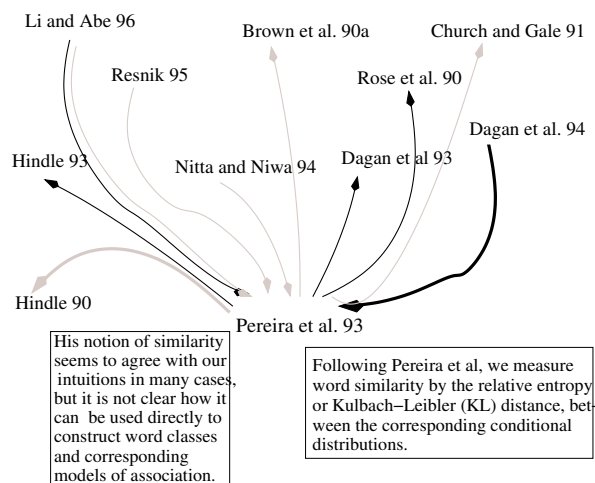 Li and Abe 96
Brown et al. 90a
Church and Gale 91
Resnik 95
Rose et al. 90
Dagan et al. 94
Hindle 93
Nitta and Niwa 94
Dagan et al 93
Hindle 90
Pereira et al. 93
His notion of similarity
seems to agree with our
intuitions in many cases,
but it is not clear how it
can be used directly to
construct word classes
and corresponding
models of association.
Following Pereira et al, we measure
word similarity by the relative entropy
or Kulbach−Leibler (KL) distance, bet-
ween the corresponding conditional
distributions.